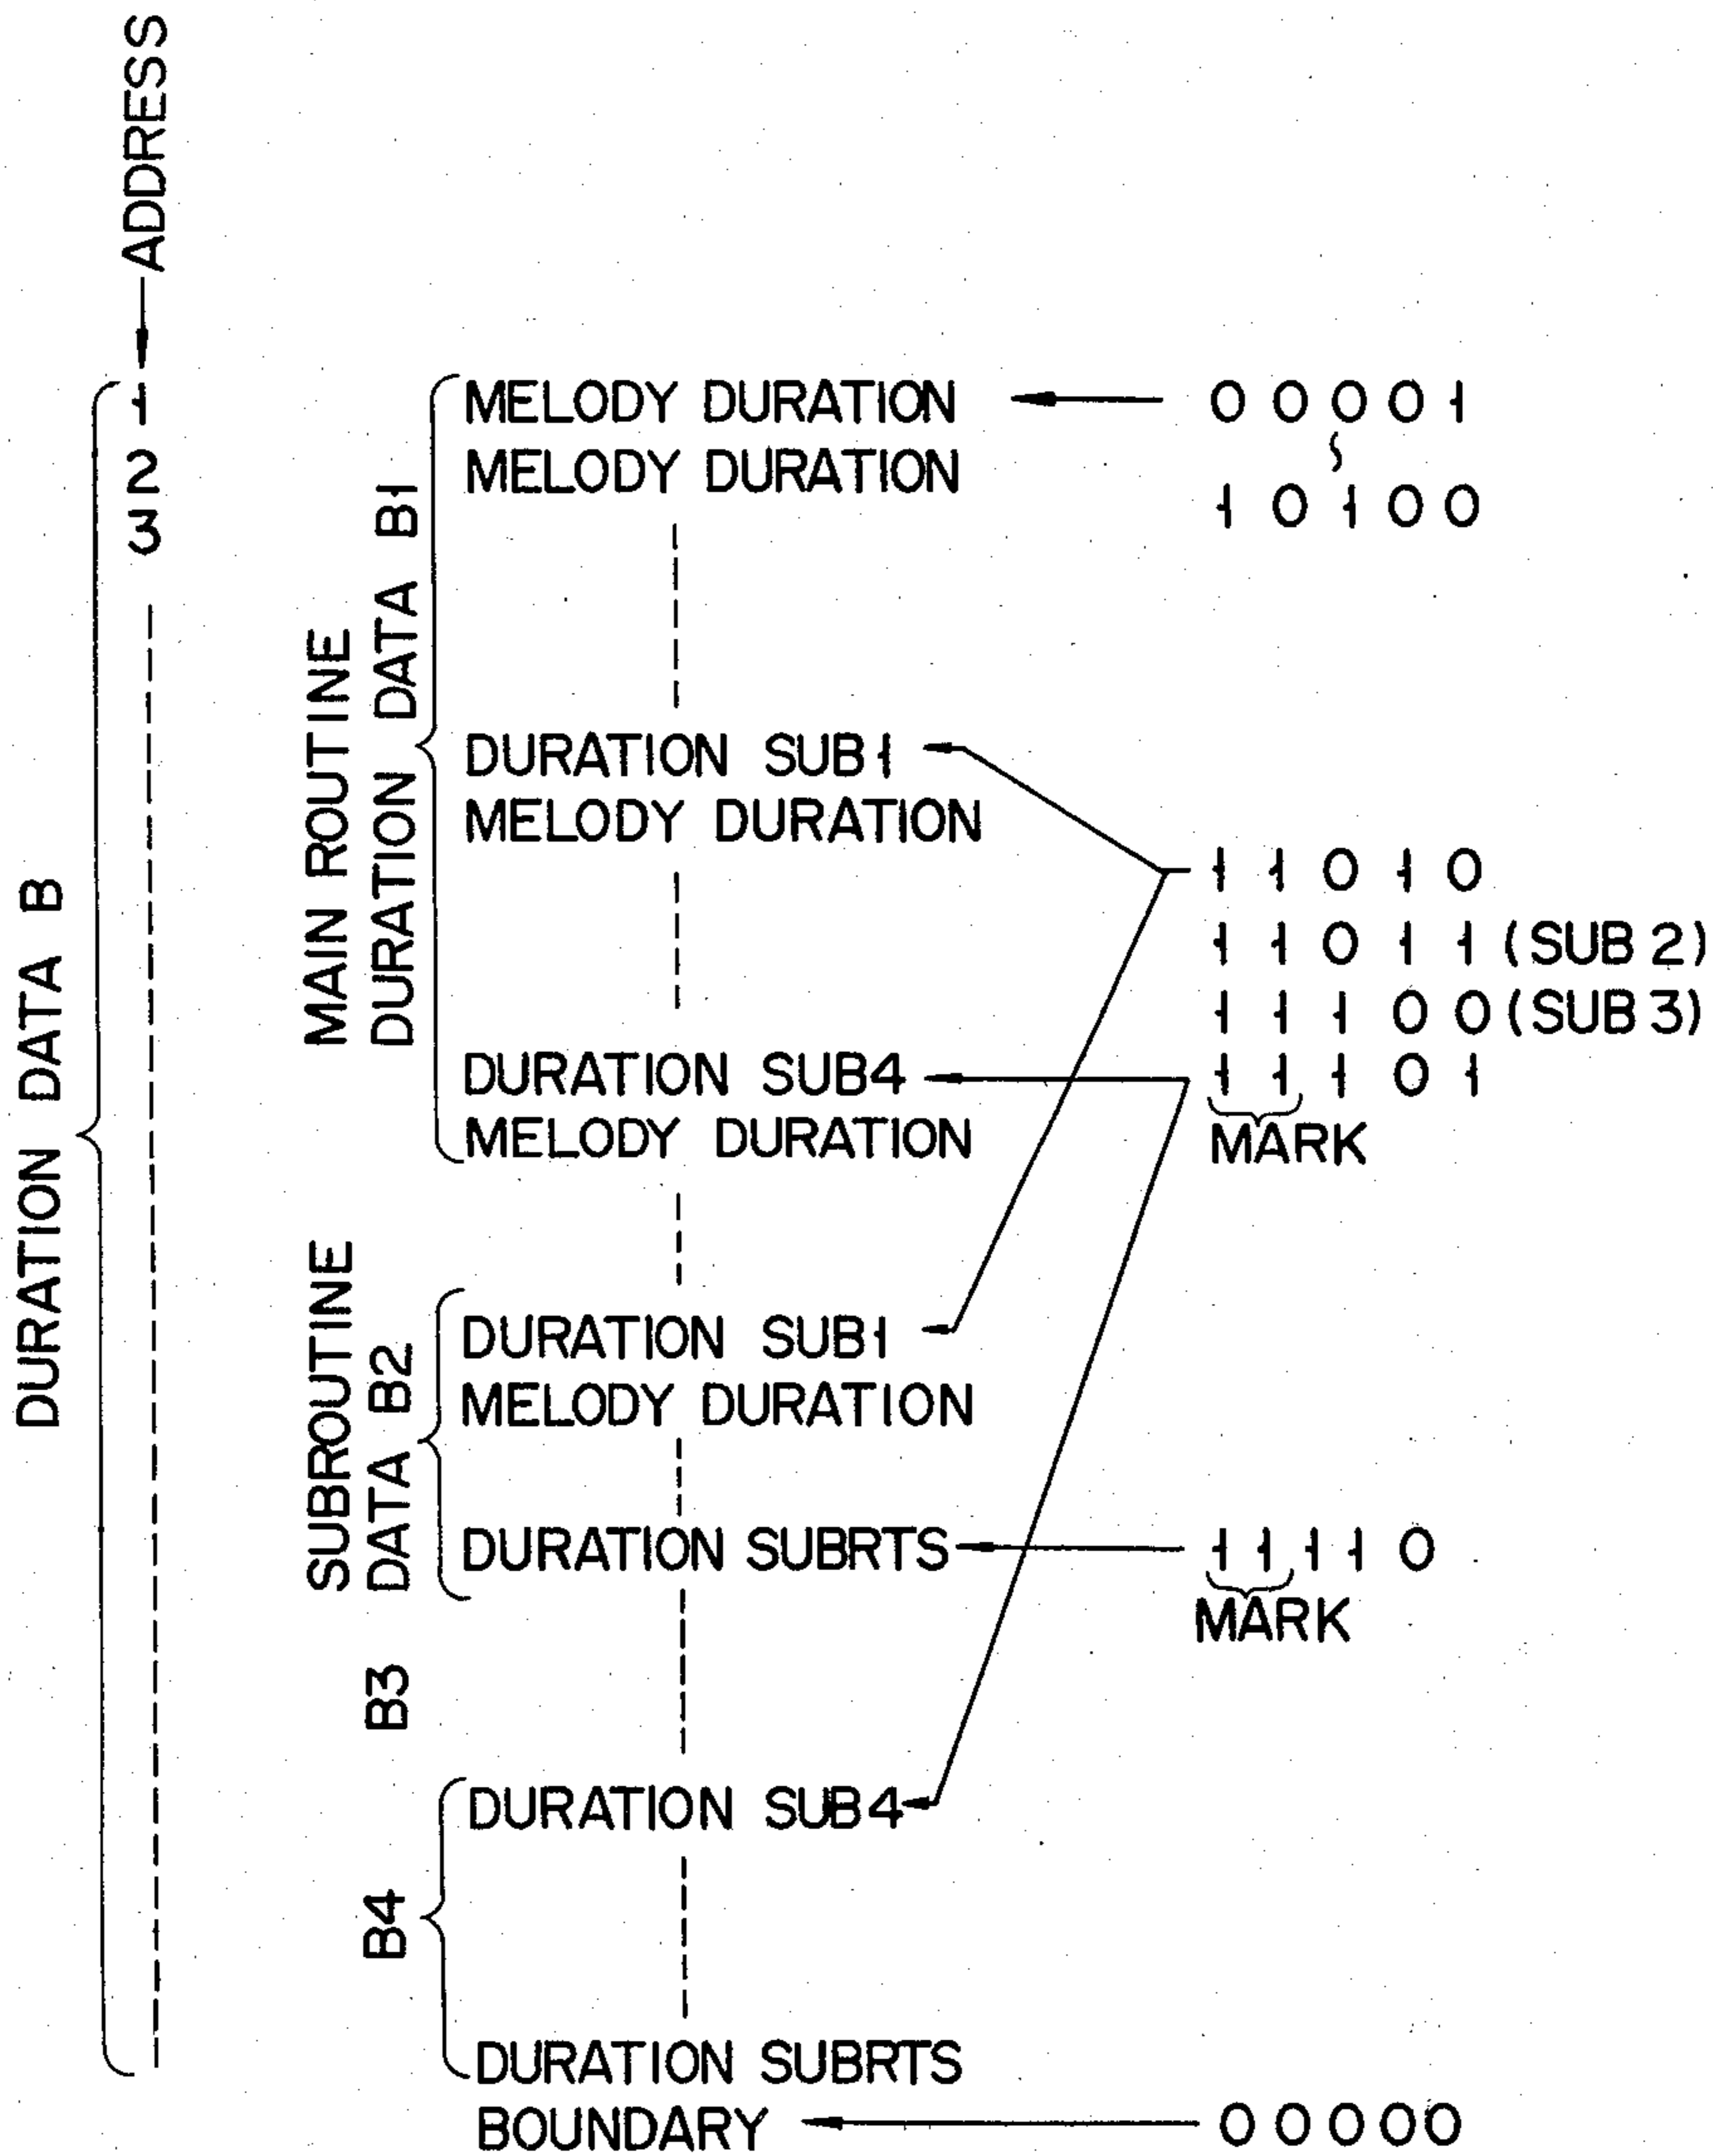 ADDRESS
DURATION DATA B
1
2
3
MAIN ROUTINE
DURATION DATA B1
MELODY DURATION
0 0 0 0 1
MELODY DURATION
1 0 1 0 0
DURATION SUB1
MELODY DURATION
1 1 0 1 0
1 1 0 1 1 (SUB 2)
1 1 1 0 0 (SUB 3)
DURATION SUB4
1 1 1 0 1
MELODY DURATION
MARK
SUBROUTINE
DATA B2
DURATION SUB1
MELODY DURATION
DURATION SUBRTS
1 1 1 1 0
MARK
B3
B4
DURATION SUB4
DURATION SUBRTS
BOUNDARY
0 0 0 0 0